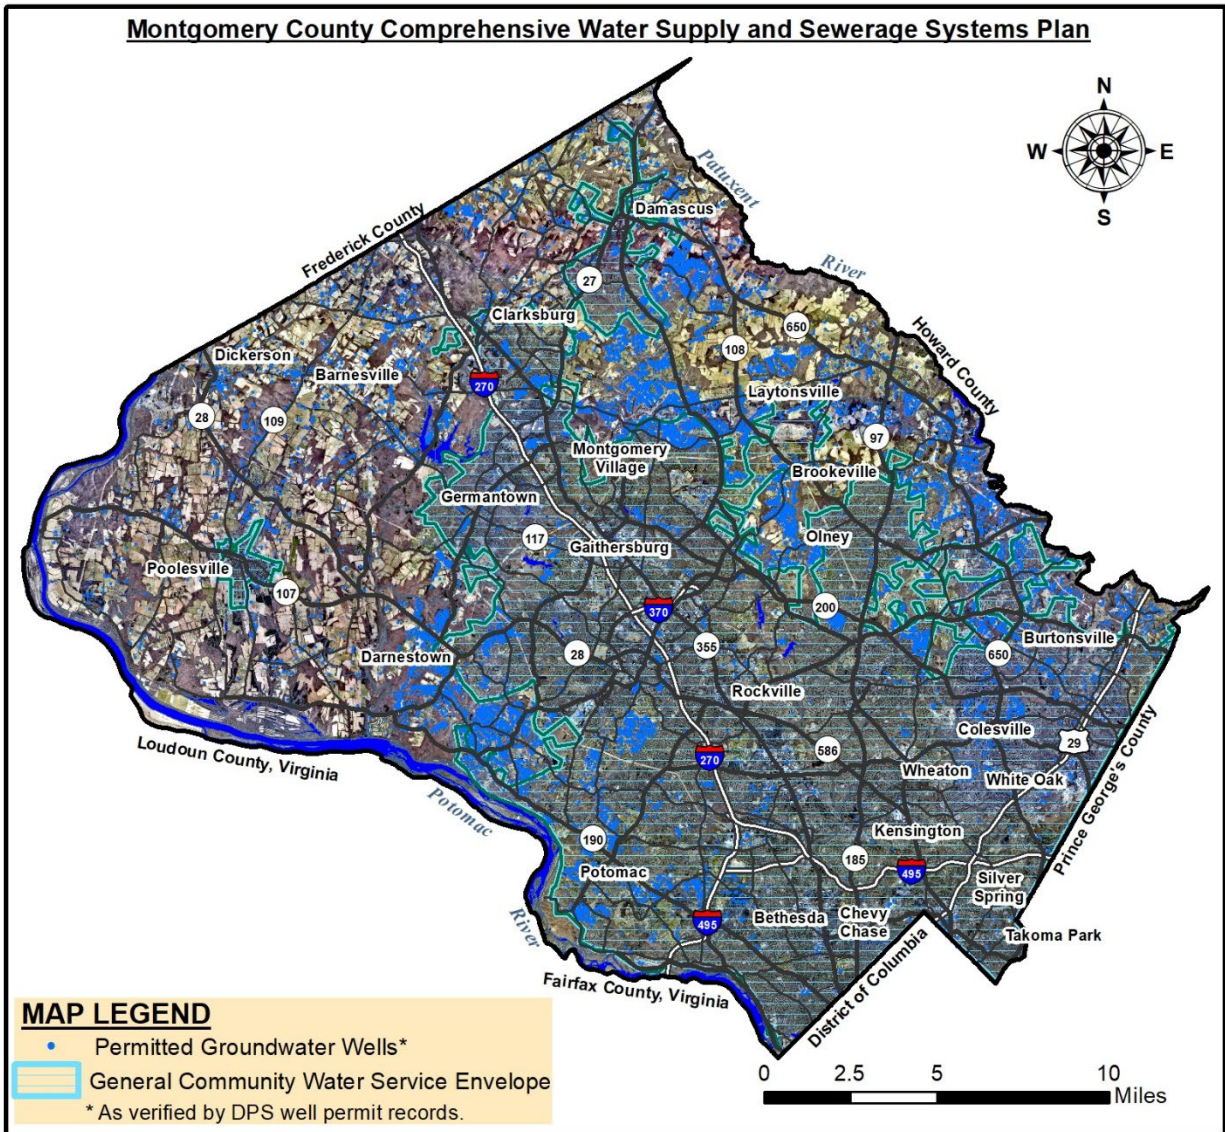 Montgomery County Comprehensive Water Supply and Sewerage Systems Plan
N
W
E
S
Patuxent
River
Frederick County
Howard County
Damascus
27
Clarksburg
650
108
Dickerson
Barnesville
270
Laytonsville
28
109
97
Montgomery
Village
Brookeville
Germantown
117
Gaithersburg
Olney
Poolesville
107
370
200
Darnestown
28
355
650
Burtonsville
Rockville
Colesville
586
270
29
Wheaton
White Oak
Prince George's County
Loudoun County, Virginia
Potomac
River
190
Kensington
185
495
Potomac
Silver
Spring
495
Bethesda
Chevy
Chase
Takoma Park
District of Columbia
Fairfax County, Virginia
MAP LEGEND
Permitted Groundwater Wells*
General Community Water Service Envelope
* As verified by DPS well permit records.
0 2.5 5 10
Miles